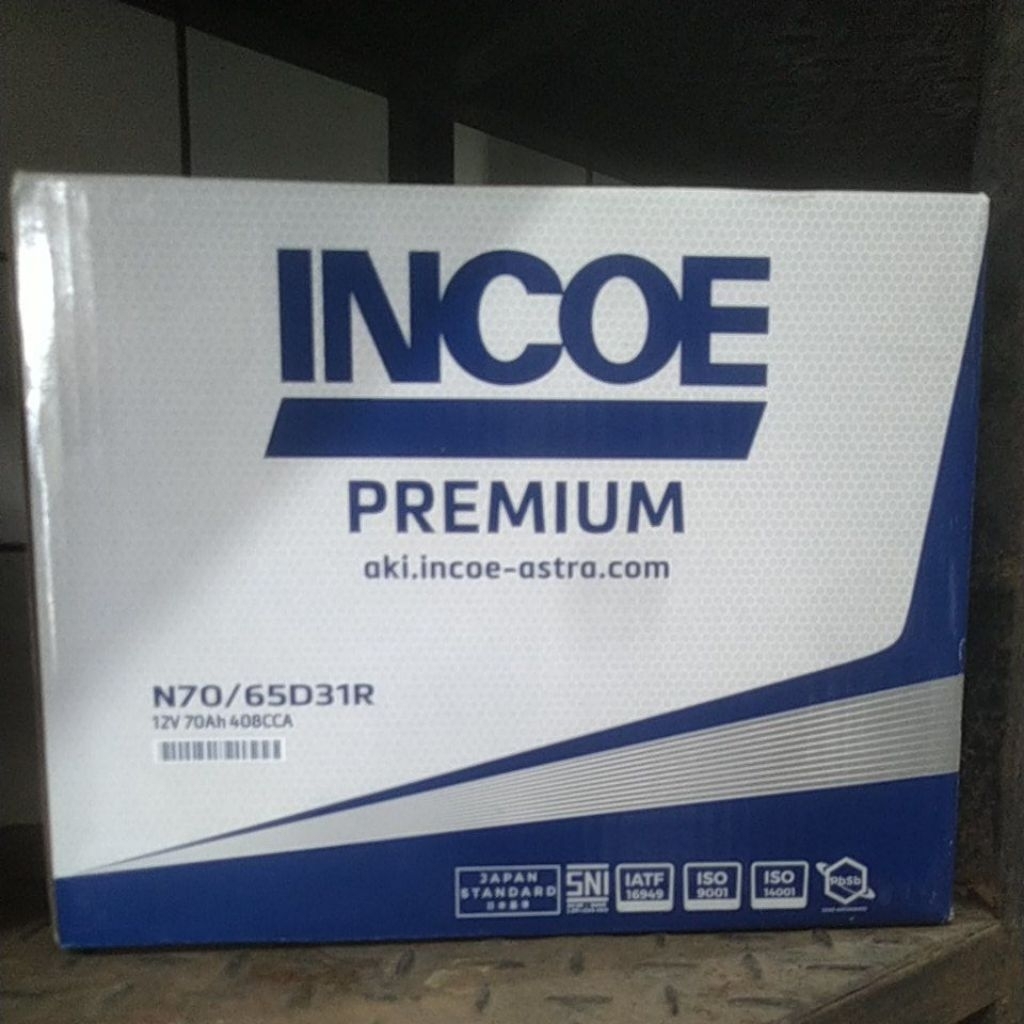 INCOE
PREMIUM
aki.incoe-astra.com
N70/65D31R
12V 70Ah 408CCA
JAPAN
STANDARD
SNI
IATF
16949
ISO
9001
ISO
14001
PbSb